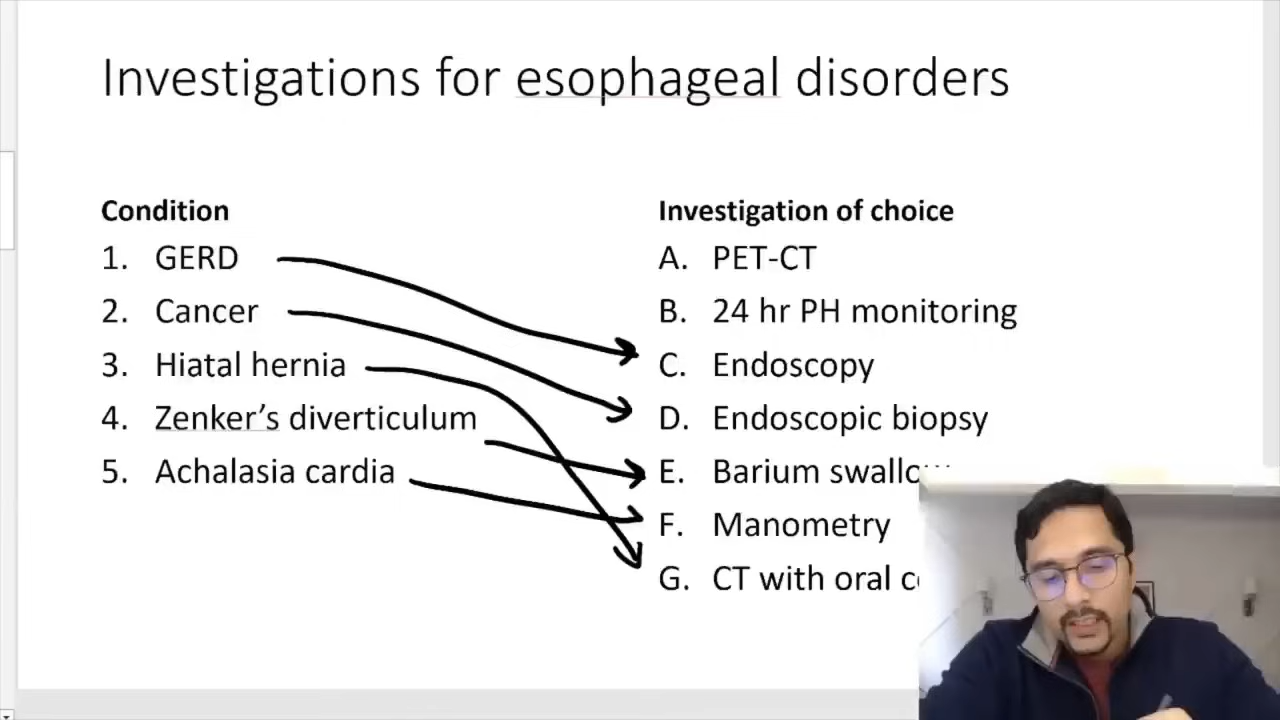 Investigations for esophageal disorders
Condition
1. GERD
2. Cancer
3. Hiatal hernia
4. Zenker’s diverticulum
5. Achalasia cardia
Investigation of choice
A. PET-CT
B. 24 hr PH monitoring
C. Endoscopy
D. Endoscopic biopsy
E. Barium
F. Manometry
G. CT with oral